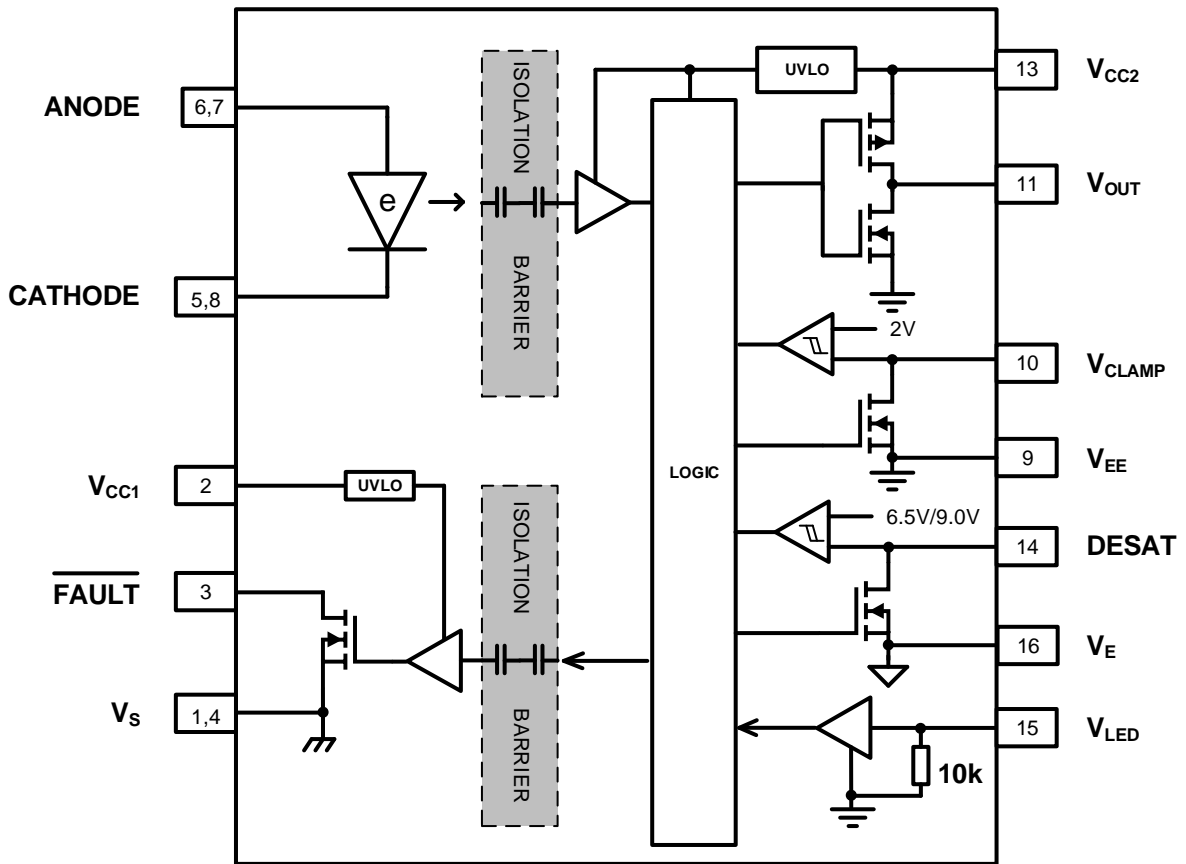 ANODE
6,7
e
CATHODE
5,8
ISOLATION
BARRIER
UVLO
13
VCC2
11
VOUT
2V
10
VCLAMP
9
VEE
LOGIC
VCC1
2
UVLO
FAULT
3
VS
1,4
ISOLATION
BARRIER
6.5V/9.0V
14
DESAT
16
VE
15
VLED
10k